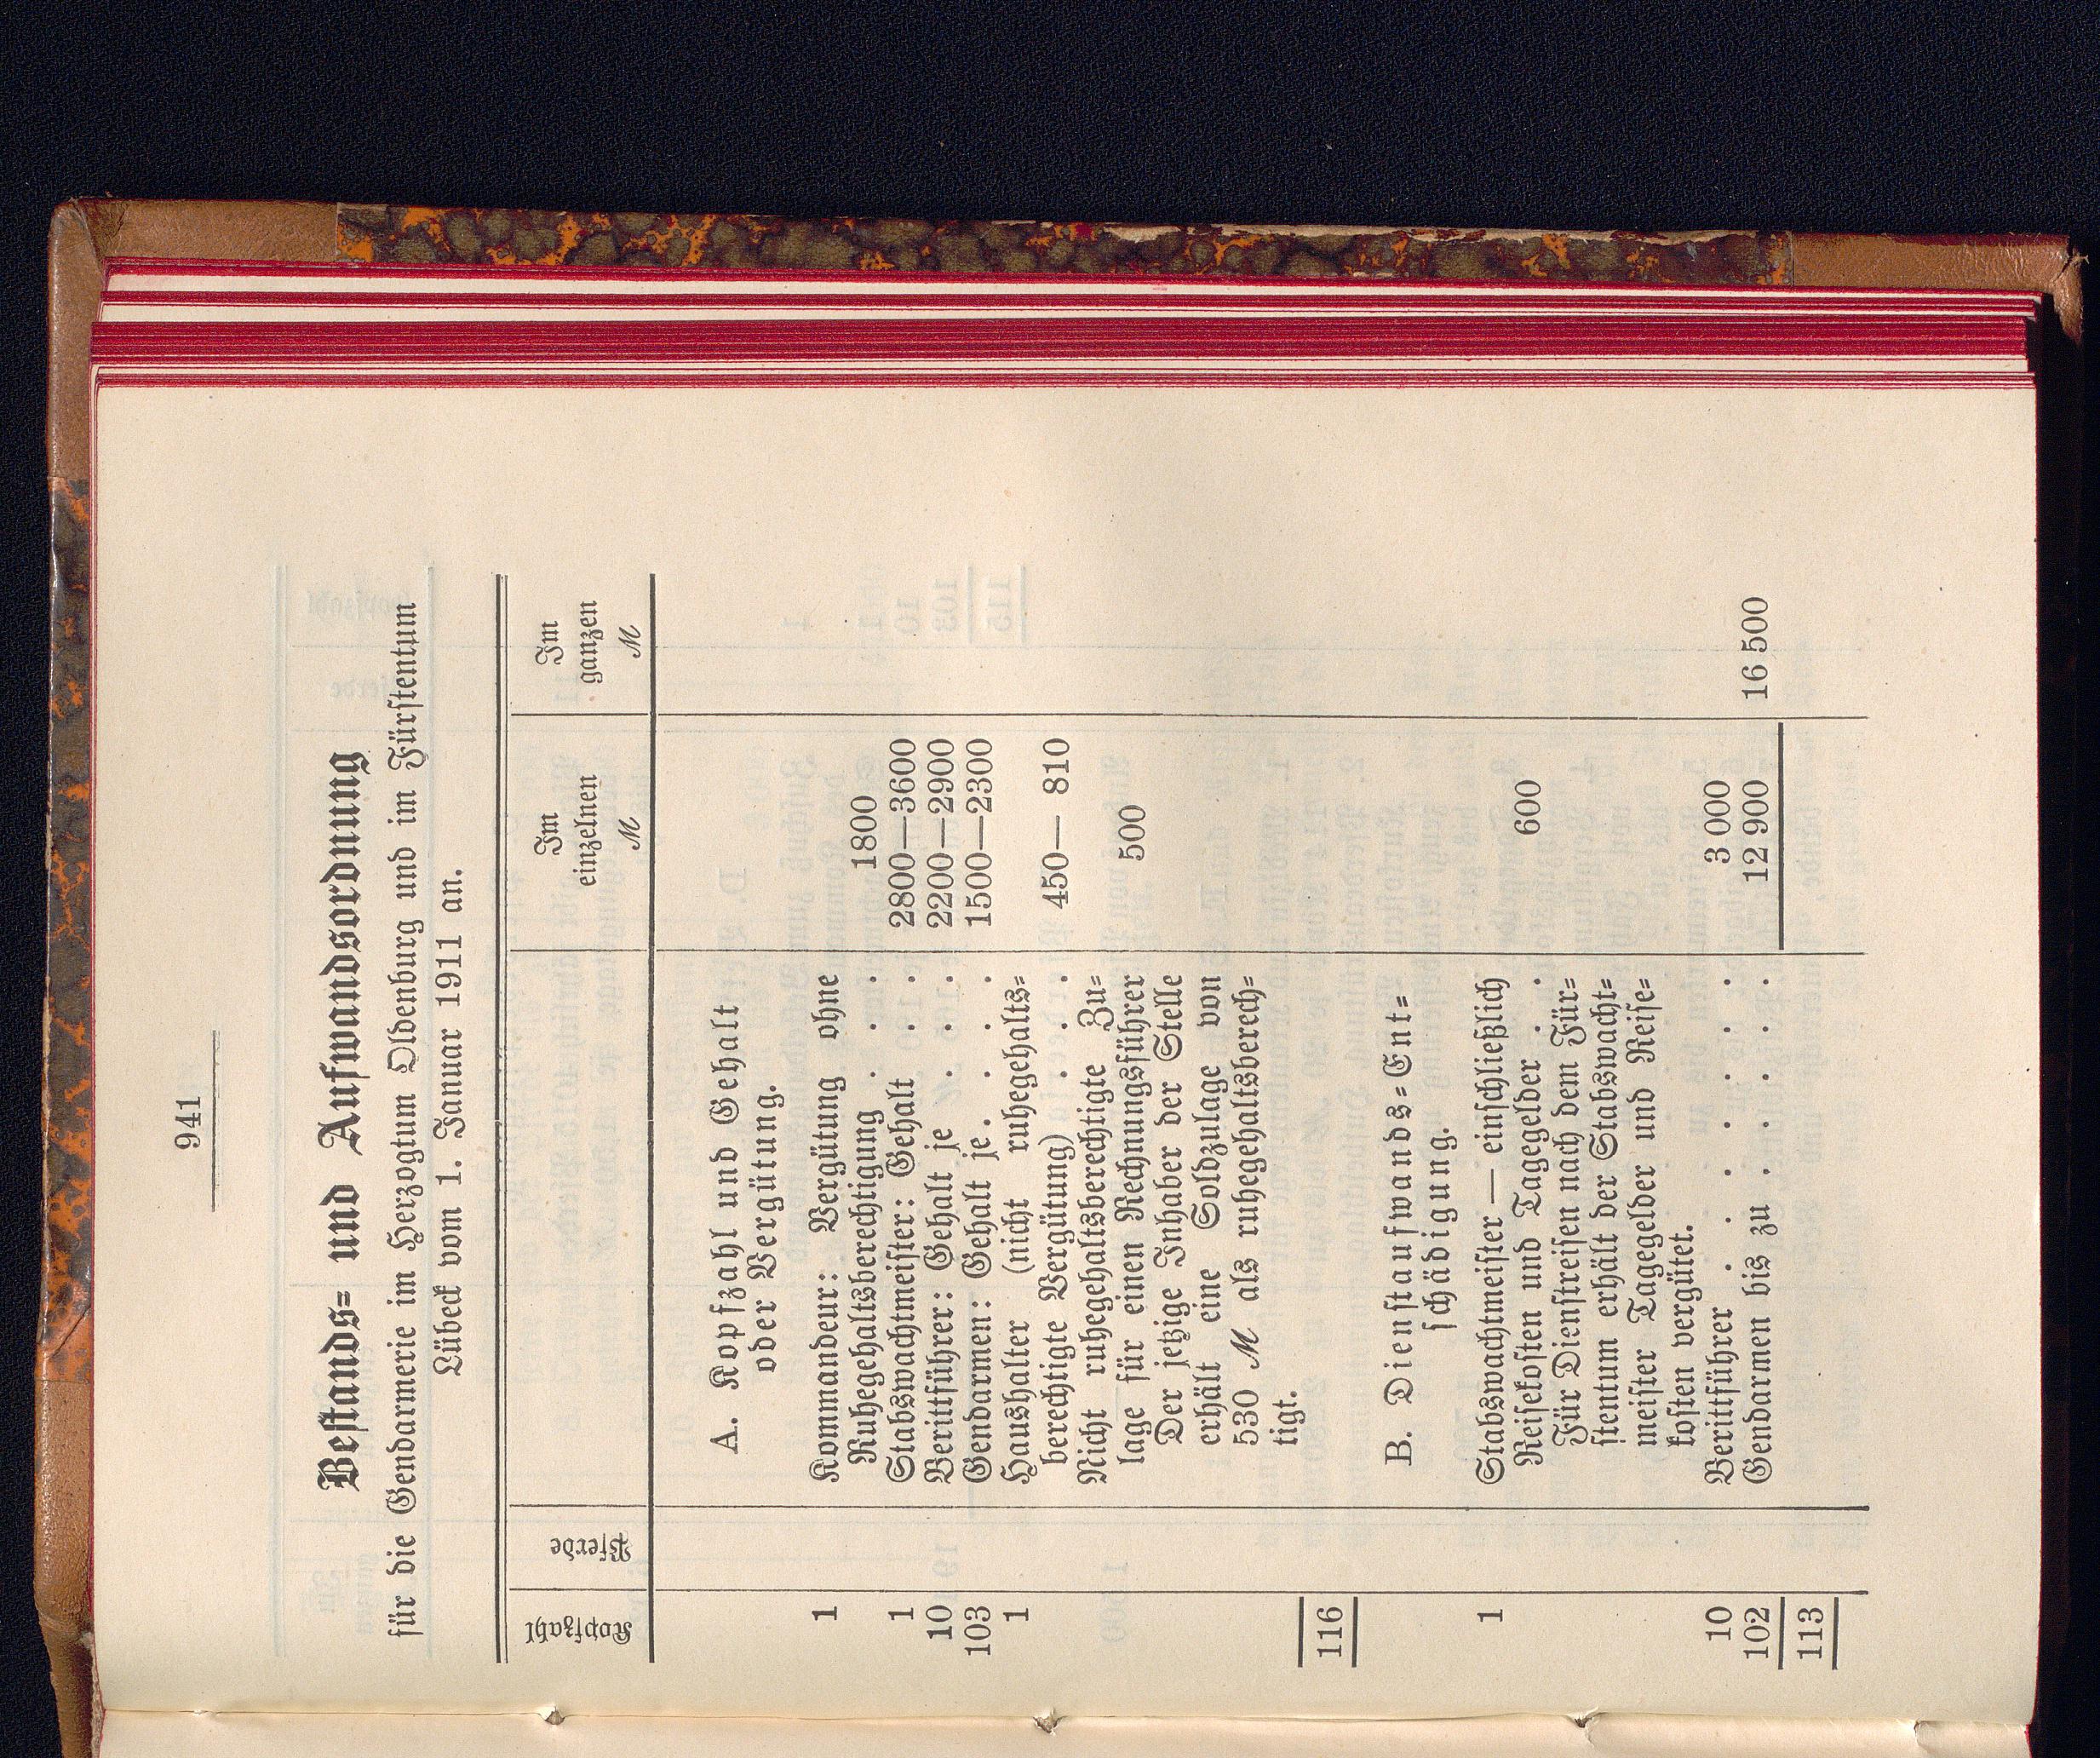 941
Bestands= und Aufwandsordnung
für die Gendarmerie im Herzogtum Oldenburg und im Fürstentum
Lübeck vom 1. Januar 1911 an.
Kopfzahl Pferde Im einzelnen ℳ Im ganzen ℳ
A. Kopfzahl und Gehalt
oder Vergütung.
1 Kommandeur: Vergütung ohne
Ruhegehaltsberechtigung . . . 1800
1 Stabswachtmeister: Gehalt . . . 2800—3600
10 Berittführer: Gehalt je . . . 2200—2900
103 Gendarmen: Gehalt je . . . . 1500—2300
1 Haushalter (nicht ruhegehalts=
berechtigte Vergütung) . . . 450— 810
Nicht ruhegehaltsberechtigte Zu=
lage für einen Rechnungsführer 500
Der jetzige Inhaber der Stelle
erhält eine Soldzulage von
530 ℳ als ruhegehaltsberech=
tigt.
116
B. Dienstaufwands=Ent=
schädigung.
1 Stabswachtmeister — einschließlich
Reisekosten und Tagegelder . . 600
Für Dienstreisen nach dem Für=
stentum erhält der Stabswacht=
meister Tagegelder und Reise=
kosten vergütet.
10 Berittführer . . . . . . . 3 000
102 Gendarmen bis zu . . . . . 12 900 16 500
113